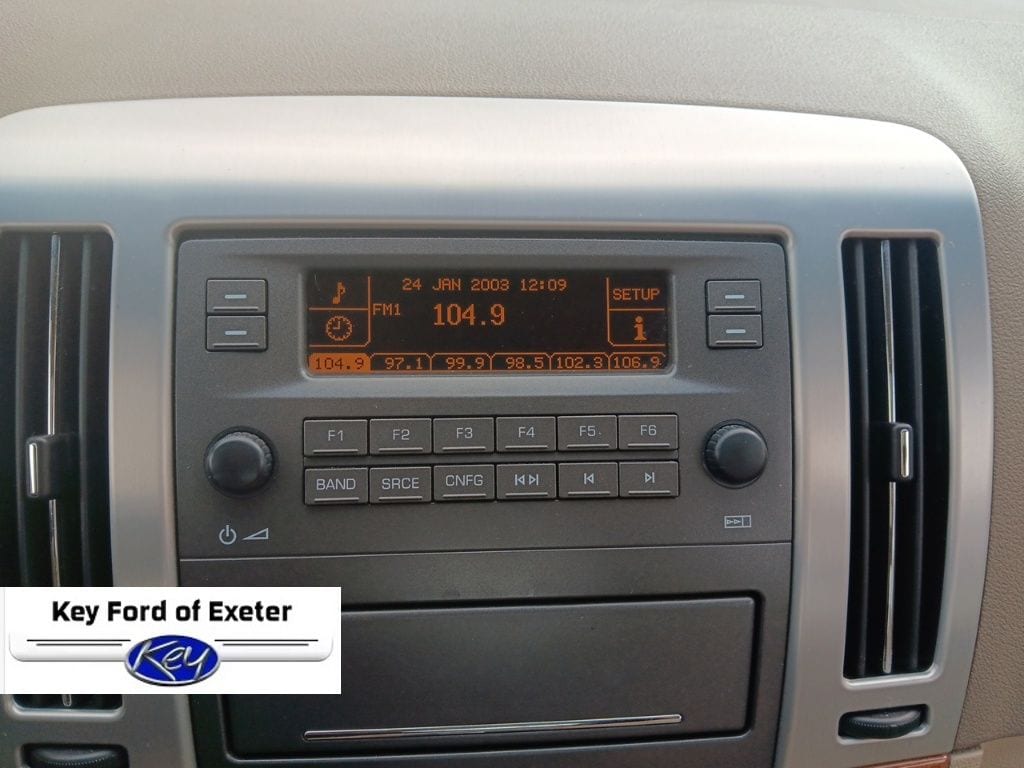 24 JAN 2003 12:09
SETUP
FM1
104.9
i
104.9 97.1 99.9 98.5 102.3 106.9
F1 F2 F3 F4 F5 F6
BAND SRCE CNFG
Key Ford of Exeter
Key